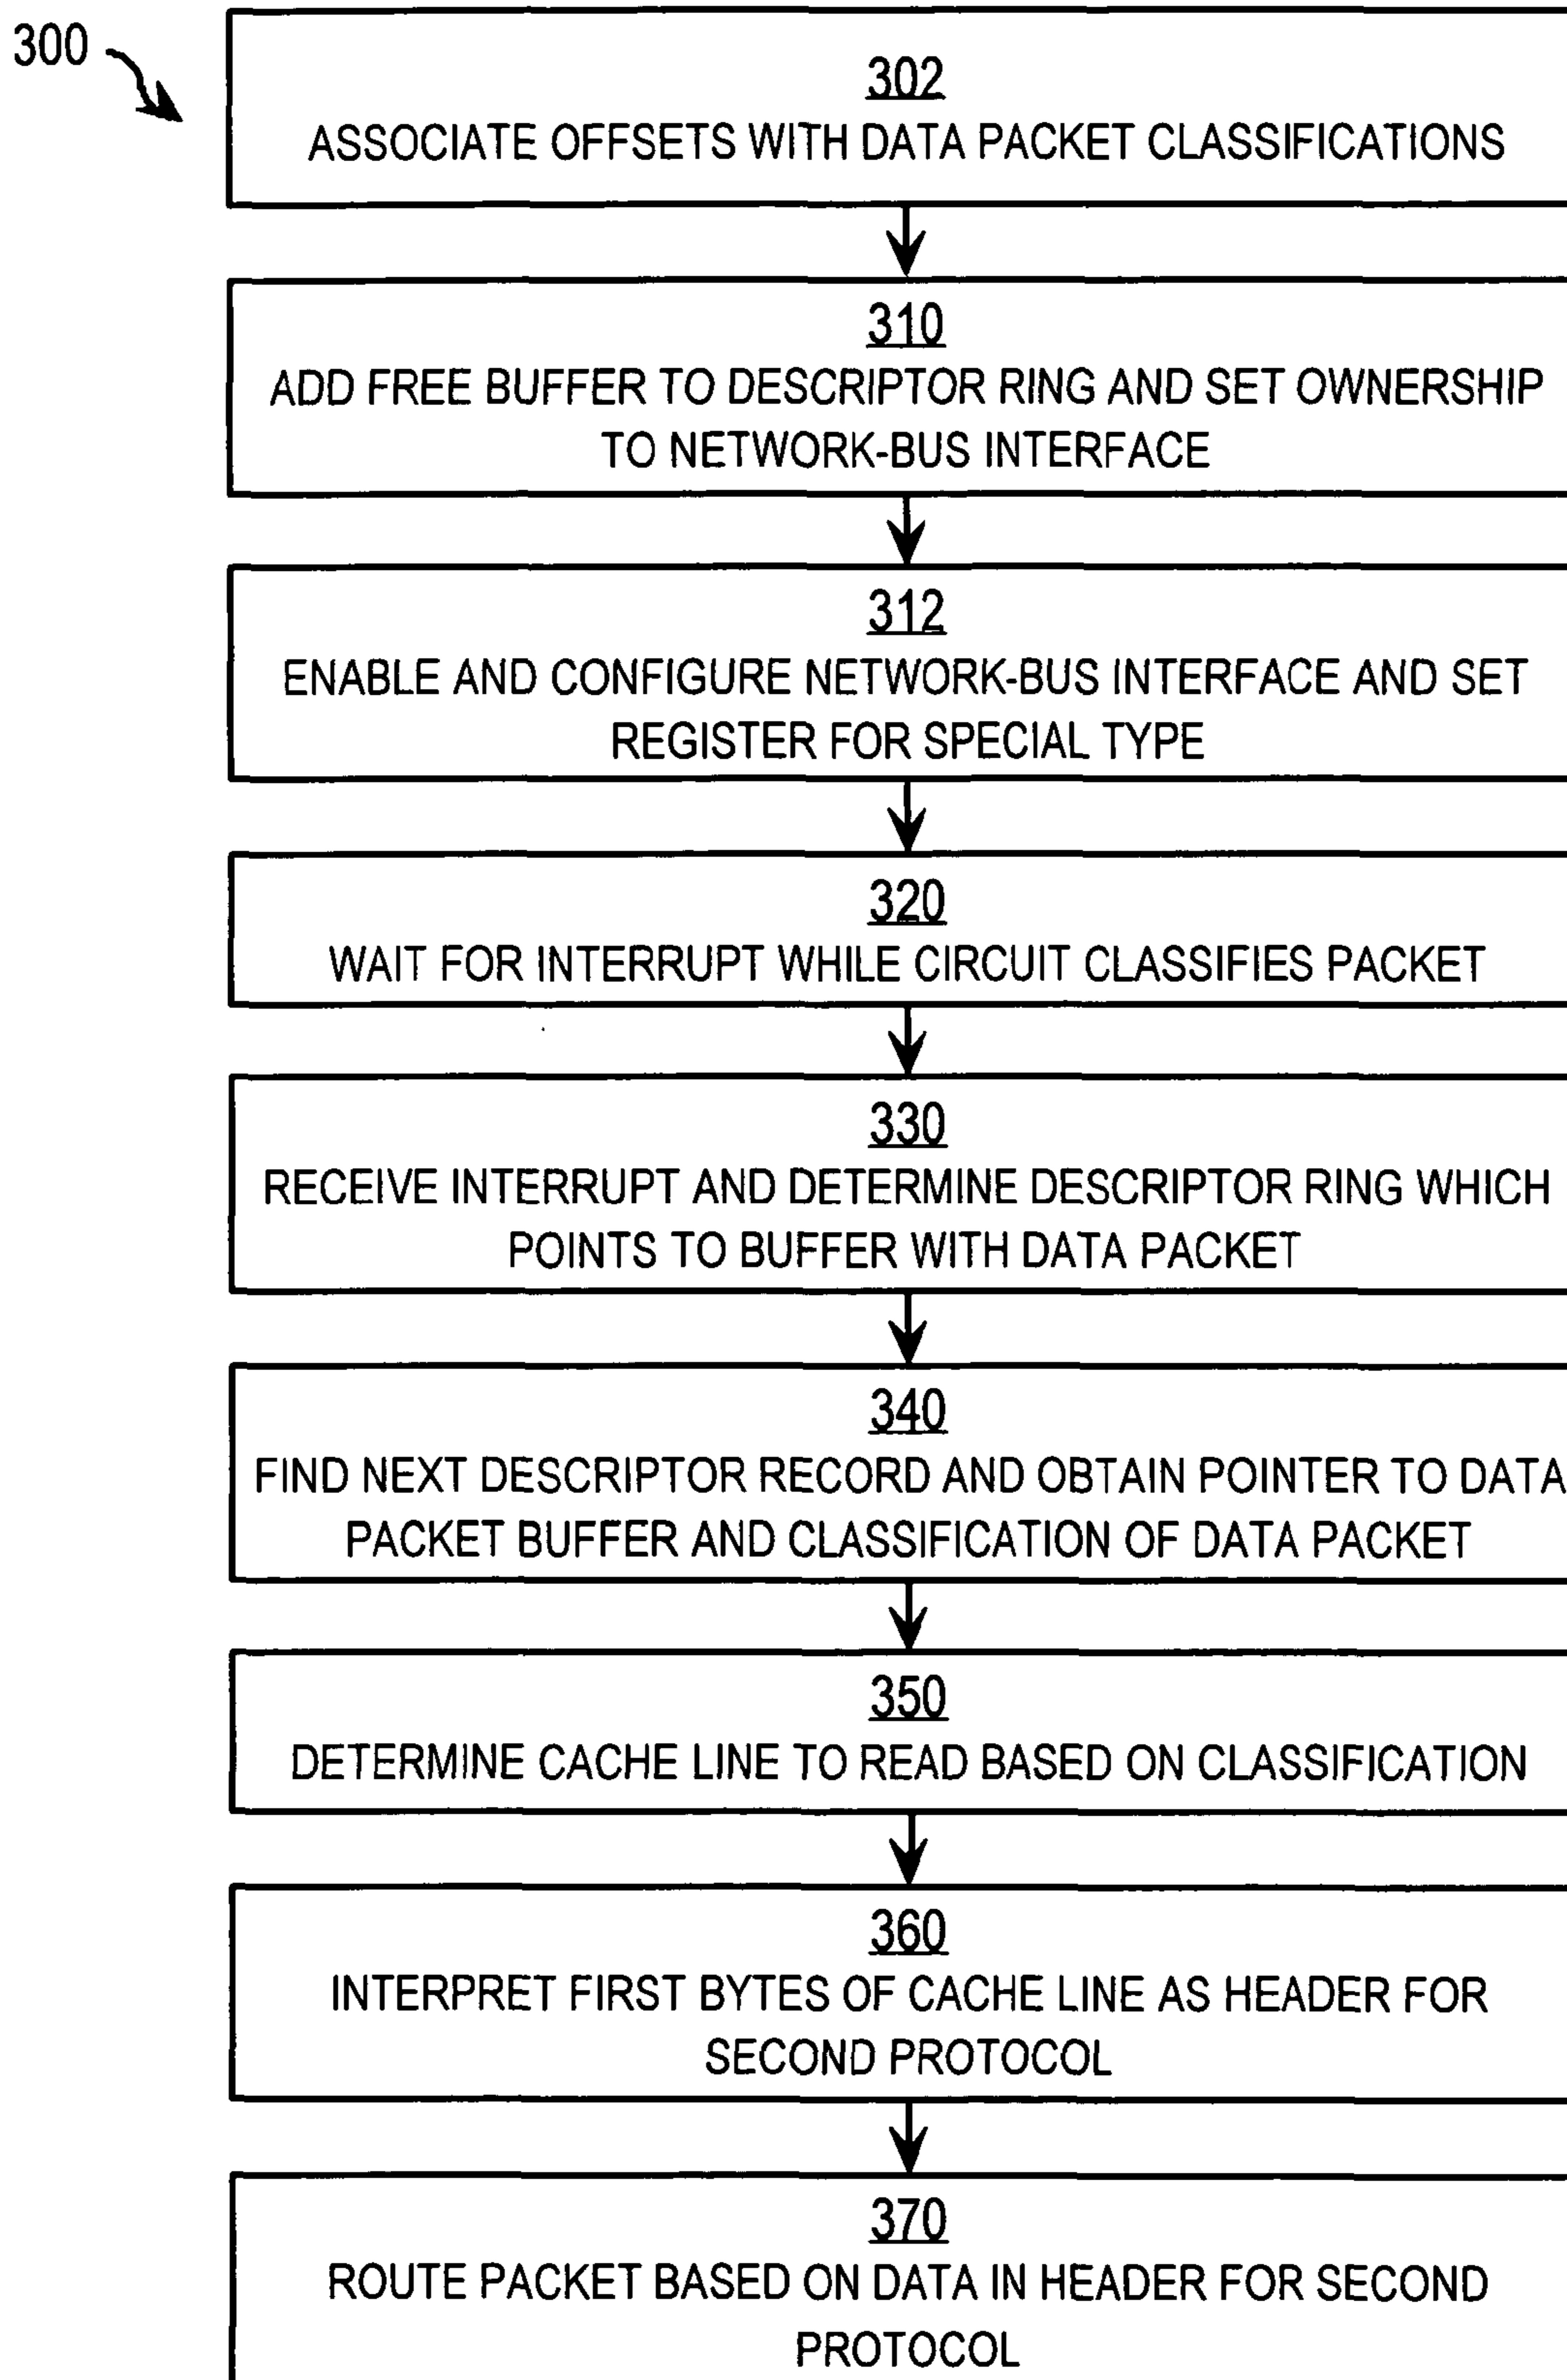 300
302
ASSOCIATE OFFSETS WITH DATA PACKET CLASSIFICATIONS
310
ADD FREE BUFFER TO DESCRIPTOR RING AND SET OWNERSHIP
TO NETWORK-BUS INTERFACE
312
ENABLE AND CONFIGURE NETWORK-BUS INTERFACE AND SET
REGISTER FOR SPECIAL TYPE
320
WAIT FOR INTERRUPT WHILE CIRCUIT CLASSIFIES PACKET
330
RECEIVE INTERRUPT AND DETERMINE DESCRIPTOR RING WHICH
POINTS TO BUFFER WITH DATA PACKET
340
FIND NEXT DESCRIPTOR RECORD AND OBTAIN POINTER TO DATA
PACKET BUFFER AND CLASSIFICATION OF DATA PACKET
350
DETERMINE CACHE LINE TO READ BASED ON CLASSIFICATION
360
INTERPRET FIRST BYTES OF CACHE LINE AS HEADER FOR
SECOND PROTOCOL
370
ROUTE PACKET BASED ON DATA IN HEADER FOR SECOND
PROTOCOL